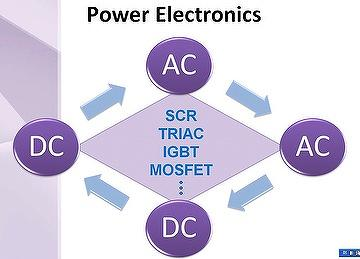 Power Electronics
AC
SCR
TRIAC
IGBT
MOSFET
DC
AC
DC